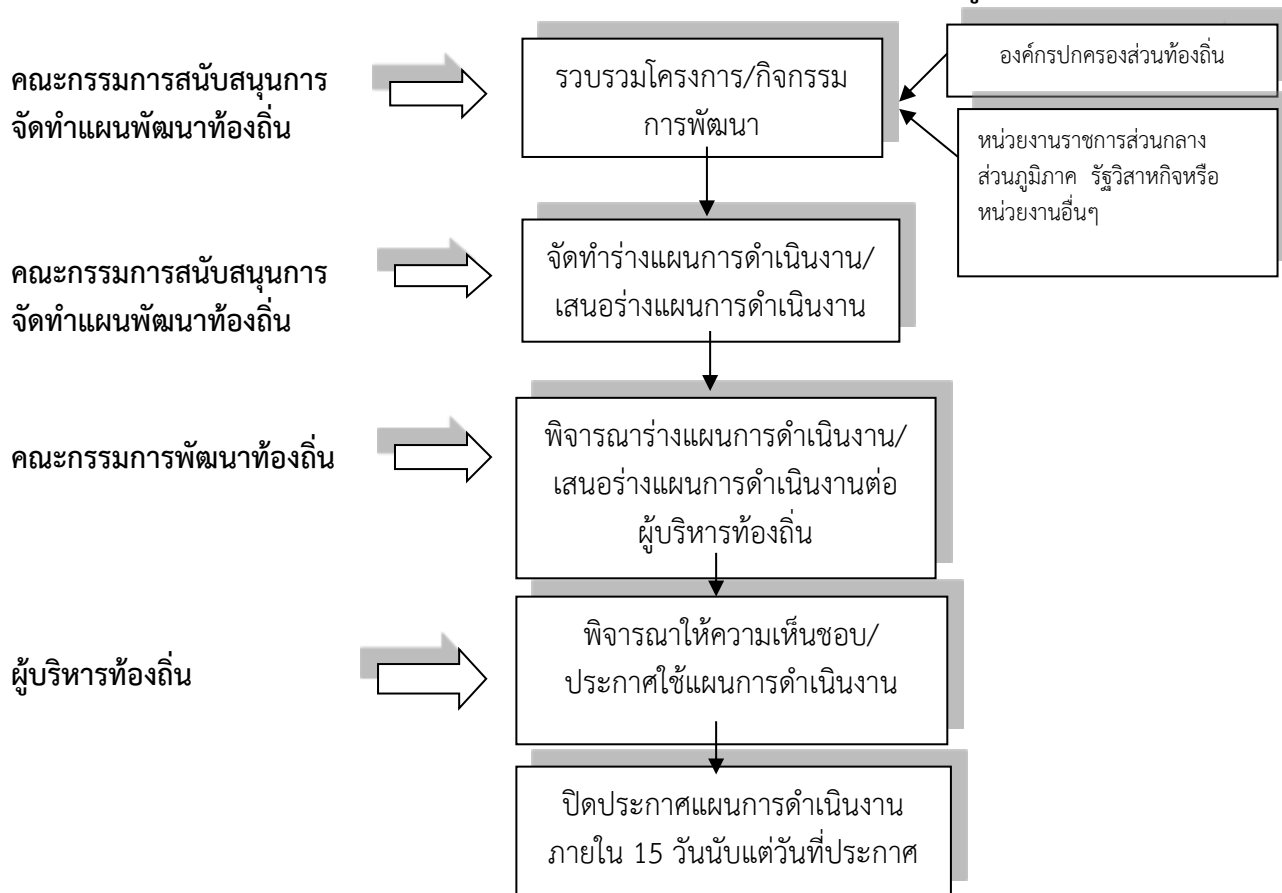 องค์กรปกครองส่วนท้องถิ่น
คณะกรรมการสนับสนุนการ
จัดทำแผนพัฒนาท้องถิ่น
รวบรวมโครงการ/กิจกรรม
การพัฒนา
หน่วยงานราชการส่วนกลาง
ส่วนภูมิภาค รัฐวิสาหกิจหรือ
หน่วยงานอื่นๆ
คณะกรรมการสนับสนุนการ
จัดทำแผนพัฒนาท้องถิ่น
จัดทำร่างแผนการดำเนินงาน/
เสนอร่างแผนการดำเนินงาน
คณะกรรมการพัฒนาท้องถิ่น
พิจารณาร่างแผนการดำเนินงาน/
เสนอร่างแผนการดำเนินงานต่อ
ผู้บริหารท้องถิ่น
ผู้บริหารท้องถิ่น
พิจารณาให้ความเห็นชอบ/
ประกาศใช้แผนการดำเนินงาน
ปิดประกาศแผนการดำเนินงาน
ภายใน 15 วันนับแต่วันที่ประกาศ